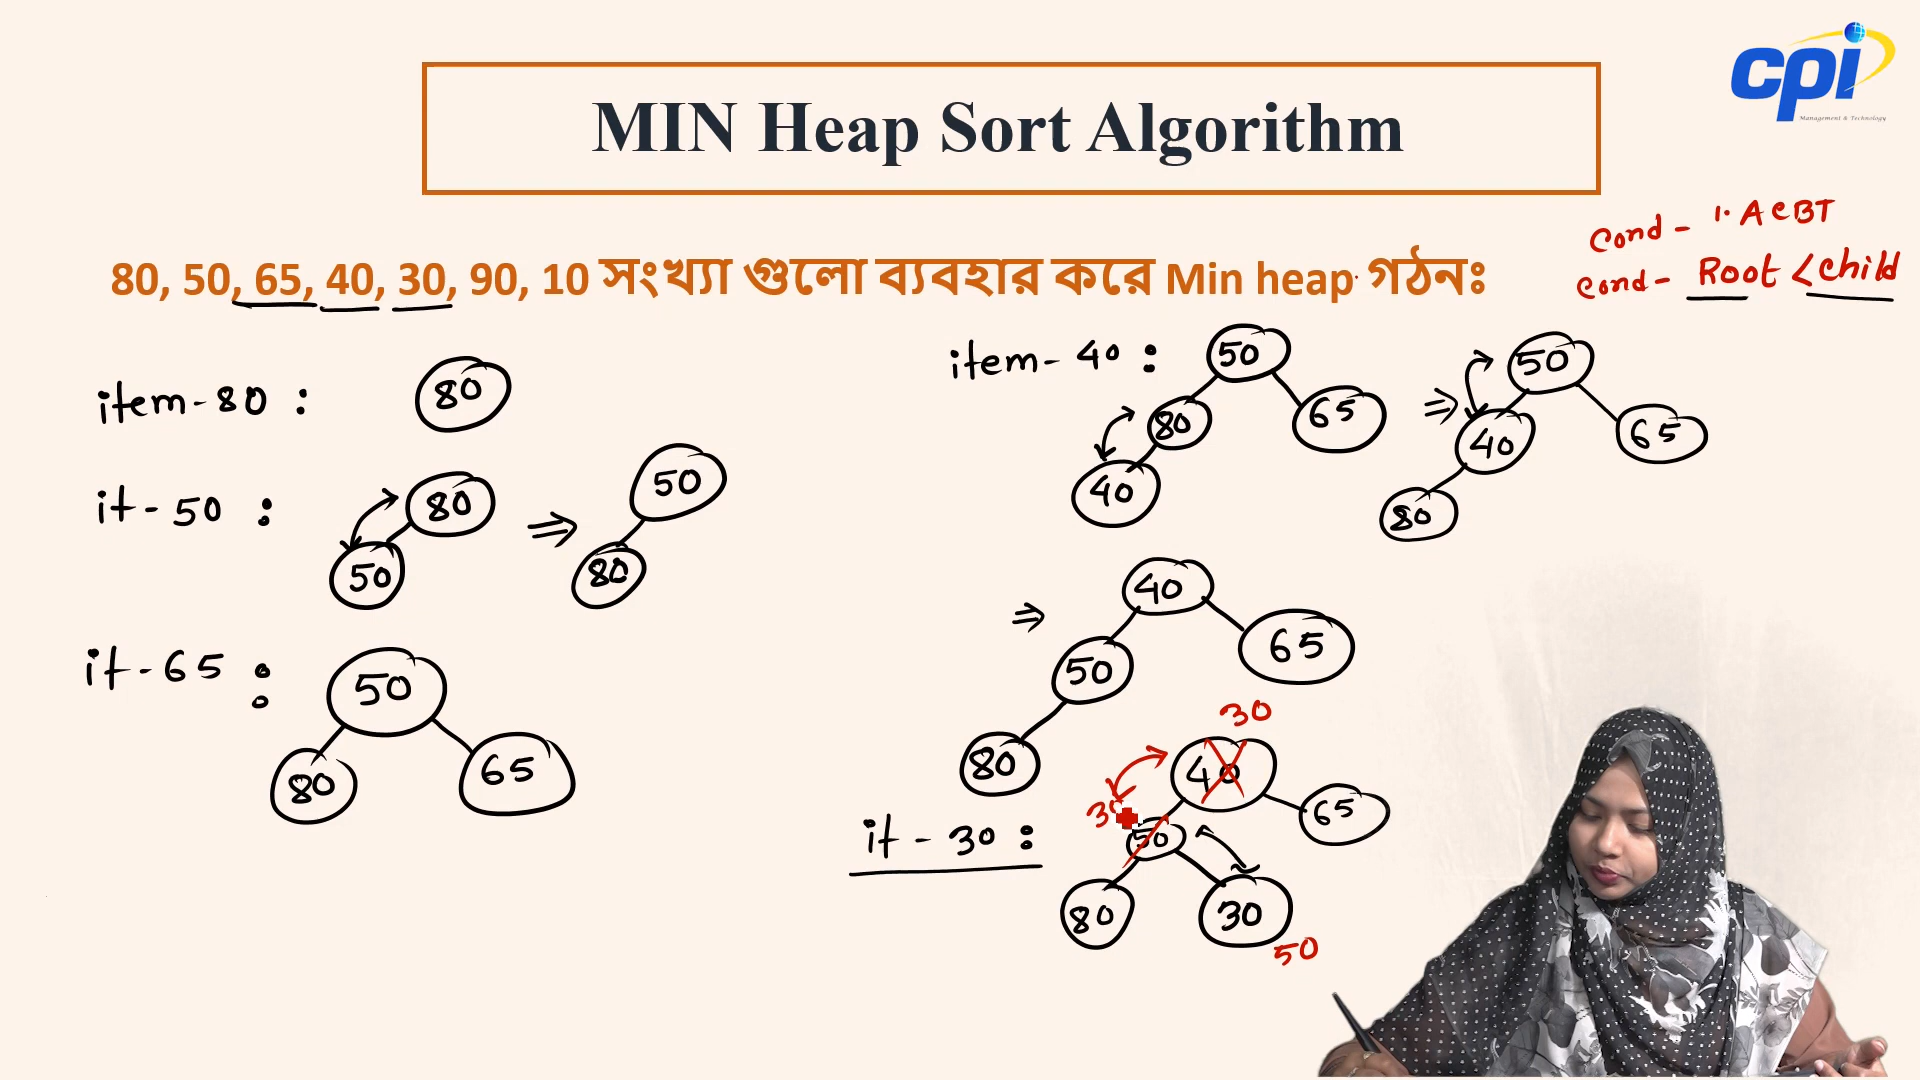 cpi
Management & Technology
MIN Heap Sort Algorithm
Cond - 1. ACBT
Cond - Root < Child
80, 50, 65, 40, 30, 90, 10 সংখ্যা গুলো ব্যবহার করে Min heap গঠনঃ
item-80 :
80
it-50 :
80
50
⇒
50
80
it-65 :
50
80
65
item-40 :
50
80
65
40
⇒
50
40
65
80
⇒
40
50
65
80
it-30 :
30
40
30
50
65
80
30
50